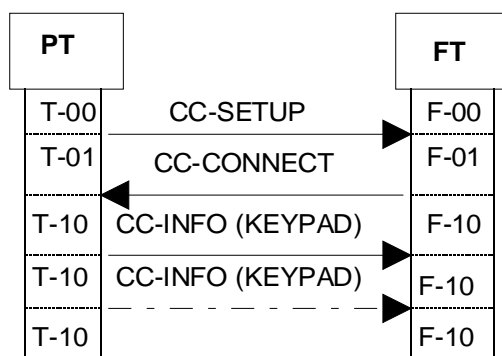 PT
FT
T-00 CC-SETUP F-00
T-01 CC-CONNECT F-01
T-10 CC-INFO (KEYPAD) F-10
T-10 CC-INFO (KEYPAD) F-10
T-10 F-10